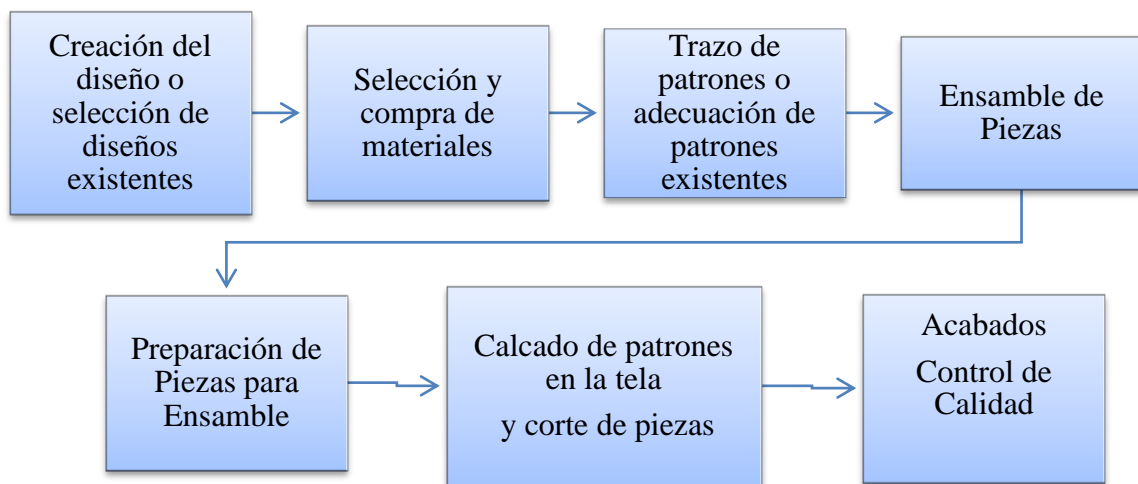 Creación del
diseño o
selección de
diseños
existentes
Selección y
compra de
materiales
Trazo de
patrones o
adecuación de
patrones
existentes
Ensamble de
Piezas
Preparación de
Piezas para
Ensamble
Calcado de patrones
en la tela
y corte de piezas
Acabados
Control de
Calidad